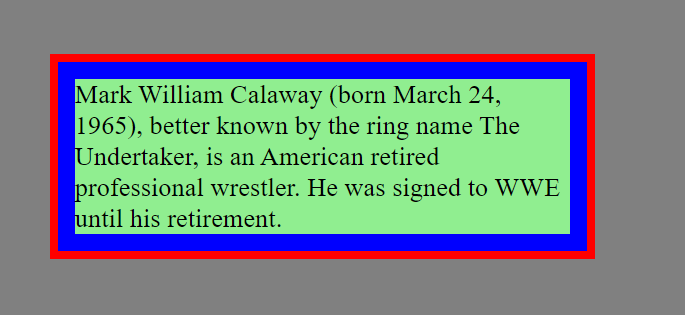 Mark William Calaway (born March 24,
1965), better known by the ring name The
Undertaker, is an American retired
professional wrestler. He was signed to WWE
until his retirement.